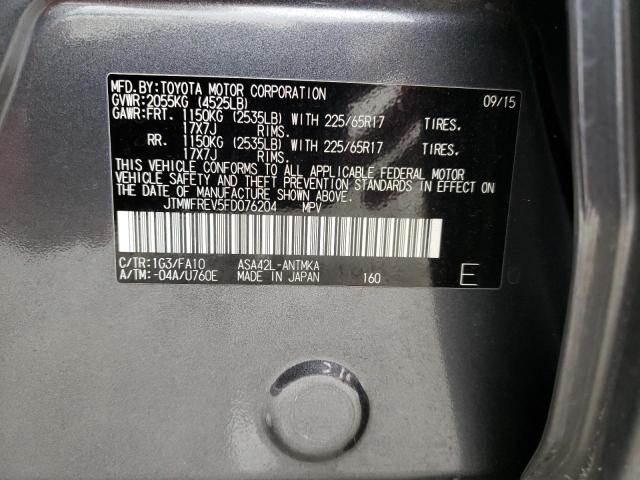 MFD.BY:TOYOTA MOTOR CORPORATION 09/15
GVWR:2055KG (4525LB)
GAWR:FRT. 1150KG (2535LB) WITH 225/65R17 TIRES.
17X7J RIMS.
RR. 1150KG (2535LB) WITH 225/65R17 TIRES.
17X7J RIMS.
THIS VEHICLE CONFORMS TO ALL APPLICABLE FEDERAL MOTOR
VEHICLE SAFETY AND THEFT PREVENTION STANDARDS IN EFFECT ON
THE DATE OF MANUFACTURE SHOWN ABOVE.
JTMWFREV5FD076204 MPV
C/TR:1G3/FA10 ASA42L-ANTMKA
A/TM:-04A/U760E MADE IN JAPAN 160 E